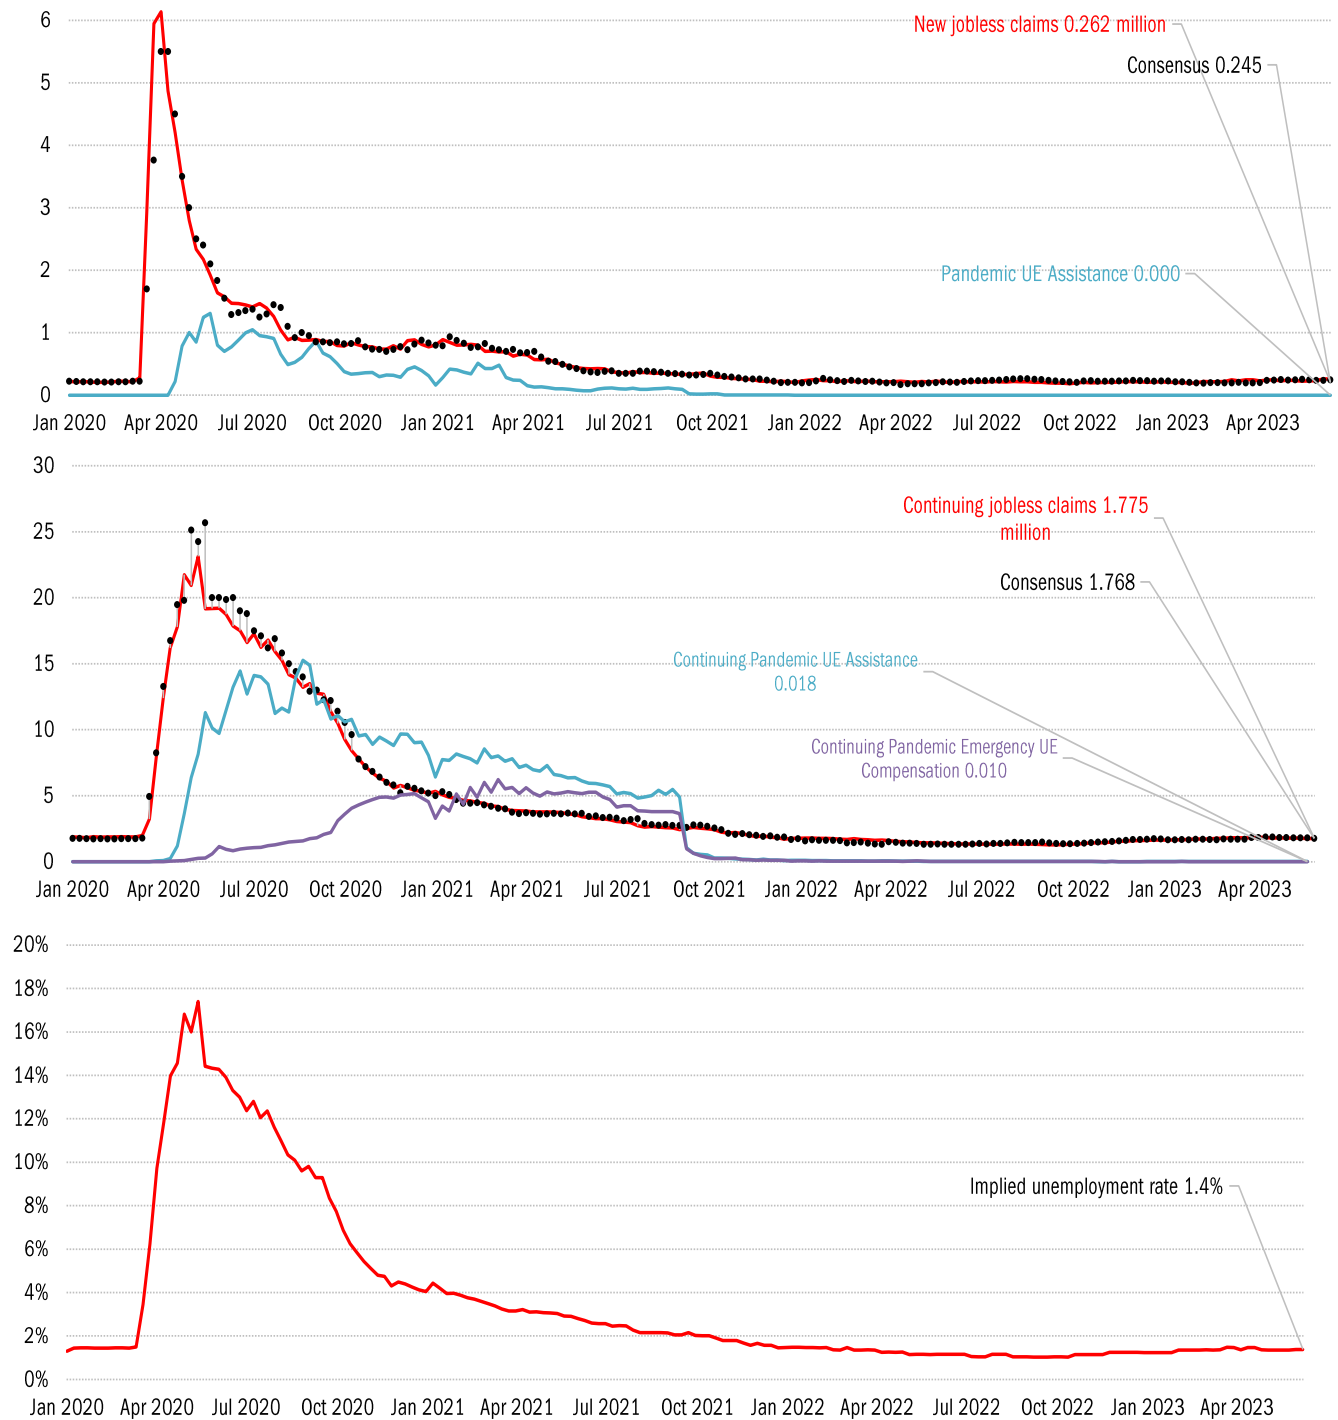 6
New jobless claims 0.262 million
Consensus 0.245
5
4
3
2
Pandemic UE Assistance 0.000
1
0
Jan 2020 Apr 2020 Jul 2020 Oct 2020 Jan 2021 Apr 2021 Jul 2021 Oct 2021 Jan 2022 Apr 2022 Jul 2022 Oct 2022 Jan 2023 Apr 2023
30
Continuing jobless claims 1.775
million
25
Consensus 1.768
20
15
Continuing Pandemic UE Assistance
0.018
10
Continuing Pandemic Emergency UE
Compensation 0.010
5
0
Jan 2020 Apr 2020 Jul 2020 Oct 2020 Jan 2021 Apr 2021 Jul 2021 Oct 2021 Jan 2022 Apr 2022 Jul 2022 Oct 2022 Jan 2023 Apr 2023
20%
18%
16%
14%
12%
10%
Implied unemployment rate 1.4%
8%
6%
4%
2%
0%
Jan 2020 Apr 2020 Jul 2020 Oct 2020 Jan 2021 Apr 2021 Jul 2021 Oct 2021 Jan 2022 Apr 2022 Jul 2022 Oct 2022 Jan 2023 Apr 2023